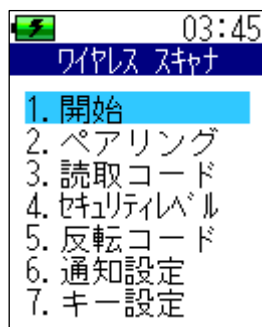 03:45
ﾜｲﾔﾚｽ ｽｷｬﾅ
1. 開始
2. ペアリング
3. 読取コード
4. ｾｷｭﾘﾃｨﾚﾍﾞﾙ
5. 反転コード
6. 通知設定
7. キー設定